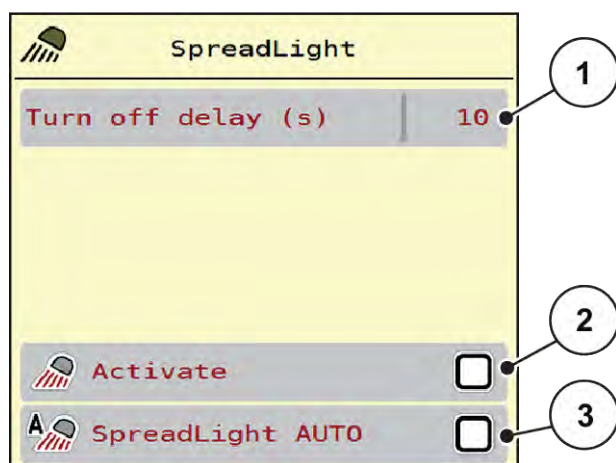 SpreadLight
1
Turn off delay (s) 10
2
Activate
3
A
SpreadLight AUTO